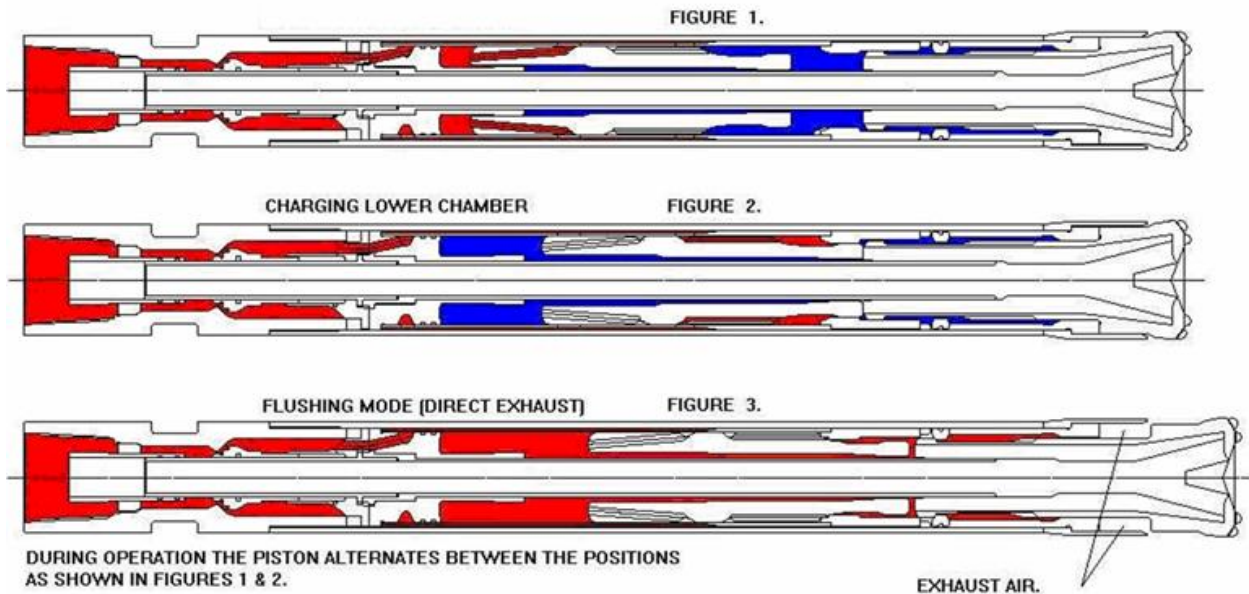 FIGURE 1.
CHARGING LOWER CHAMBER FIGURE 2.
FLUSHING MODE (DIRECT EXHAUST) FIGURE 3.
DURING OPERATION THE PISTON ALTERNATES BETWEEN THE POSITIONS
AS SHOWN IN FIGURES 1 & 2.
EXHAUST AIR.